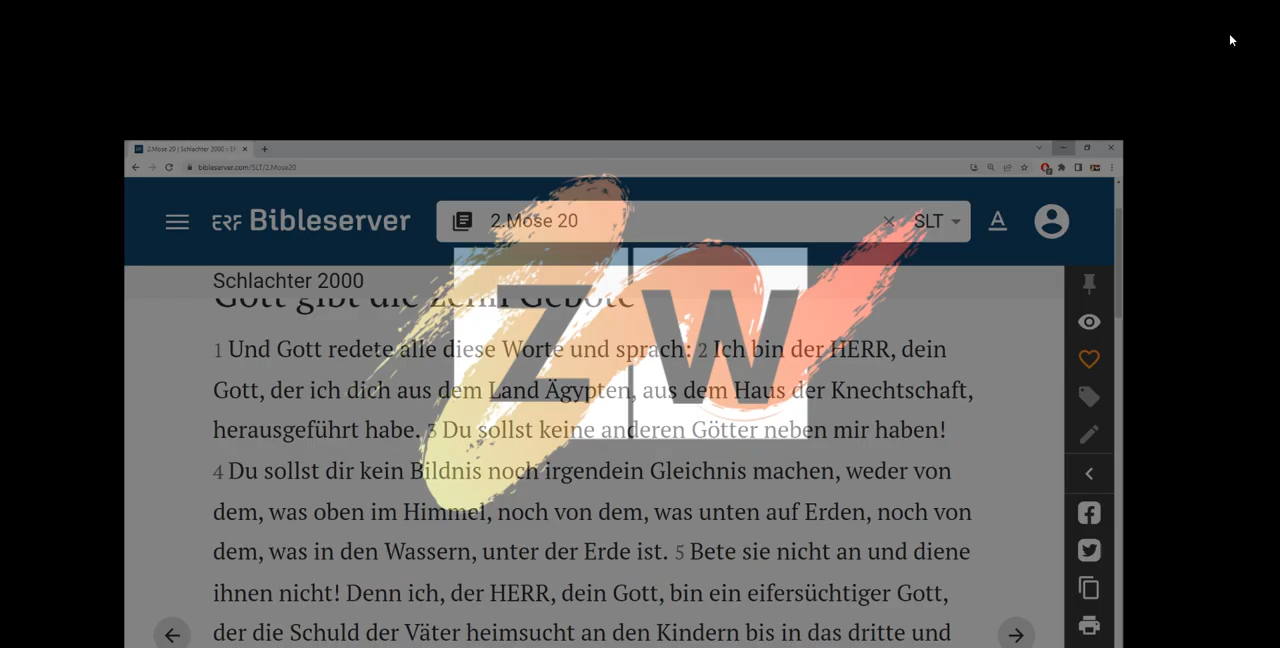 2.Mose 20 | Schlachter 2000 :: ER
bibleserver.com/SLT/2.Mose20
ERF Bibleserver
2.Mose 20
SLT
A
Schlachter 2000
Gott gibt die zehn Gebote
1 Und Gott redete alle diese Worte und sprach: 2 Ich bin der HERR, dein
Gott, der ich dich aus dem Land Ägypten, aus dem Haus der Knechtschaft,
herausgeführt habe. 3 Du sollst keine anderen Götter neben mir haben!
4 Du sollst dir kein Bildnis noch irgendein Gleichnis machen, weder von
dem, was oben im Himmel, noch von dem, was unten auf Erden, noch von
dem, was in den Wassern, unter der Erde ist. 5 Bete sie nicht an und diene
ihnen nicht! Denn ich, der HERR, dein Gott, bin ein eifersüchtiger Gott,
der die Schuld der Väter heimsucht an den Kindern bis in das dritte und
ZW